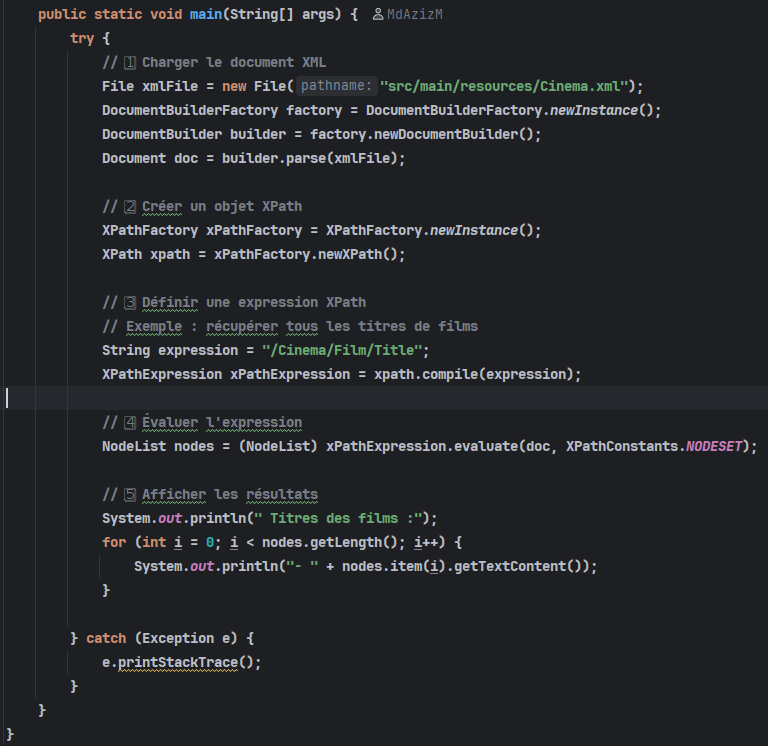 public static void main(String[] args) { MdAzizM
try {
// 1 Charger le document XML
File xmlFile = new File( pathname: "src/main/resources/Cinema.xml");
DocumentBuilderFactory factory = DocumentBuilderFactory.newInstance();
DocumentBuilder builder = factory.newDocumentBuilder();
Document doc = builder.parse(xmlFile);
// 2 Créer un objet XPath
XPathFactory xPathFactory = XPathFactory.newInstance();
XPath xpath = xPathFactory.newXPath();
// 3 Définir une expression XPath
// Exemple : récupérer tous les titres de films
String expression = "/Cinema/Film/Title";
XPathExpression xPathExpression = xpath.compile(expression);
// 4 Évaluer l'expression
NodeList nodes = (NodeList) xPathExpression.evaluate(doc, XPathConstants.NODESET);
// 5 Afficher les résultats
System.out.println(" Titres des films :");
for (int i = 0; i < nodes.getLength(); i++) {
System.out.println("- " + nodes.item(i).getTextContent());
}
} catch (Exception e) {
e.printStackTrace();
}
}
}